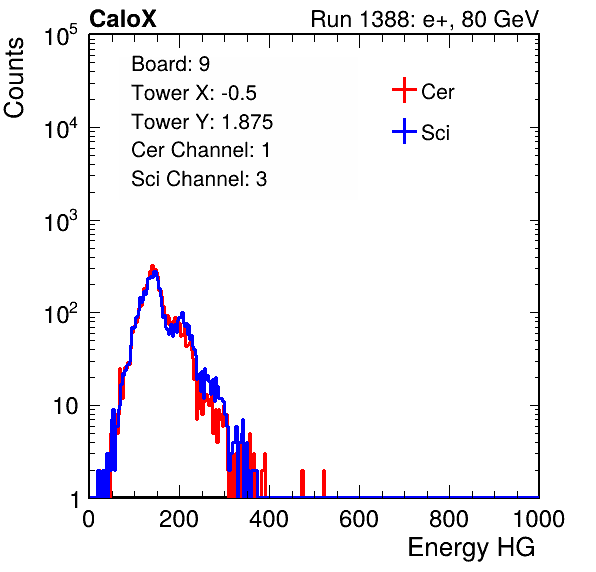 CaloX Run 1388: e+, 80 GeV
Board: 9
Tower X: -0.5
Tower Y: 1.875
Cer Channel: 1
Sci Channel: 3
Cer
Sci
Counts
10^5
10^4
10^3
10^2
10
1
0 200 400 600 800 1000
Energy HG